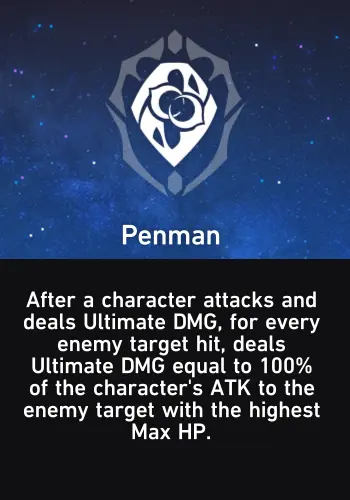 Penman
After a character attacks and
deals Ultimate DMG, for every
enemy target hit, deals
Ultimate DMG equal to 100%
of the character's ATK to the
enemy target with the highest
Max HP.